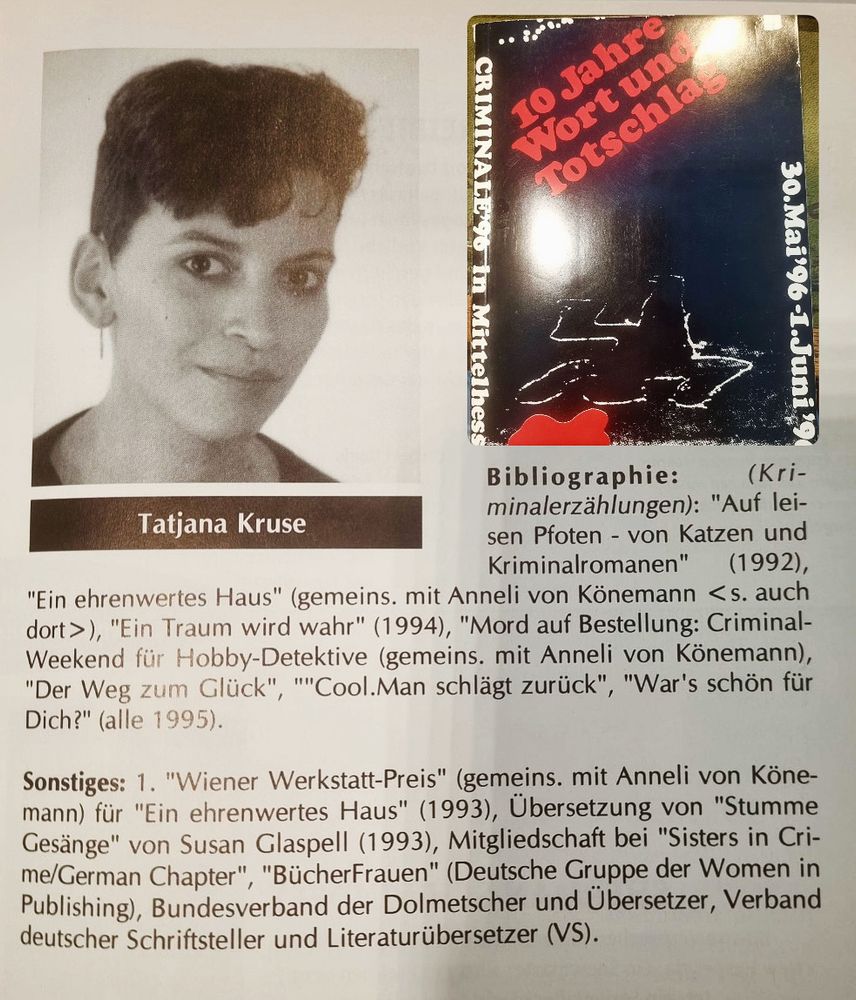 10 Jahre
Wort und
Totschlag
CRIMINALE'96 in Mittelhess
30.Mai'96-1.Juni'9
Tatjana Kruse
Bibliographie: (Kri-
minalerzählungen): "Auf lei-
sen Pfoten - von Katzen und
Kriminalromanen" (1992),
"Ein ehrenwertes Haus" (gemeins. mit Anneli von Könemann <s. auch
dort>), "Ein Traum wird wahr" (1994), "Mord auf Bestellung: Criminal-
Weekend für Hobby-Detektive (gemeins. mit Anneli von Könemann),
"Der Weg zum Glück", ""Cool.Man schlägt zurück", "War's schön für
Dich?" (alle 1995).
Sonstiges: 1. "Wiener Werkstatt-Preis" (gemeins. mit Anneli von Köne-
mann) für "Ein ehrenwertes Haus" (1993), Übersetzung von "Stumme
Gesänge" von Susan Glaspell (1993), Mitgliedschaft bei "Sisters in Cri-
me/German Chapter", "BücherFrauen" (Deutsche Gruppe der Women in
Publishing), Bundesverband der Dolmetscher und Übersetzer, Verband
deutscher Schriftsteller und Literaturübersetzer (VS).